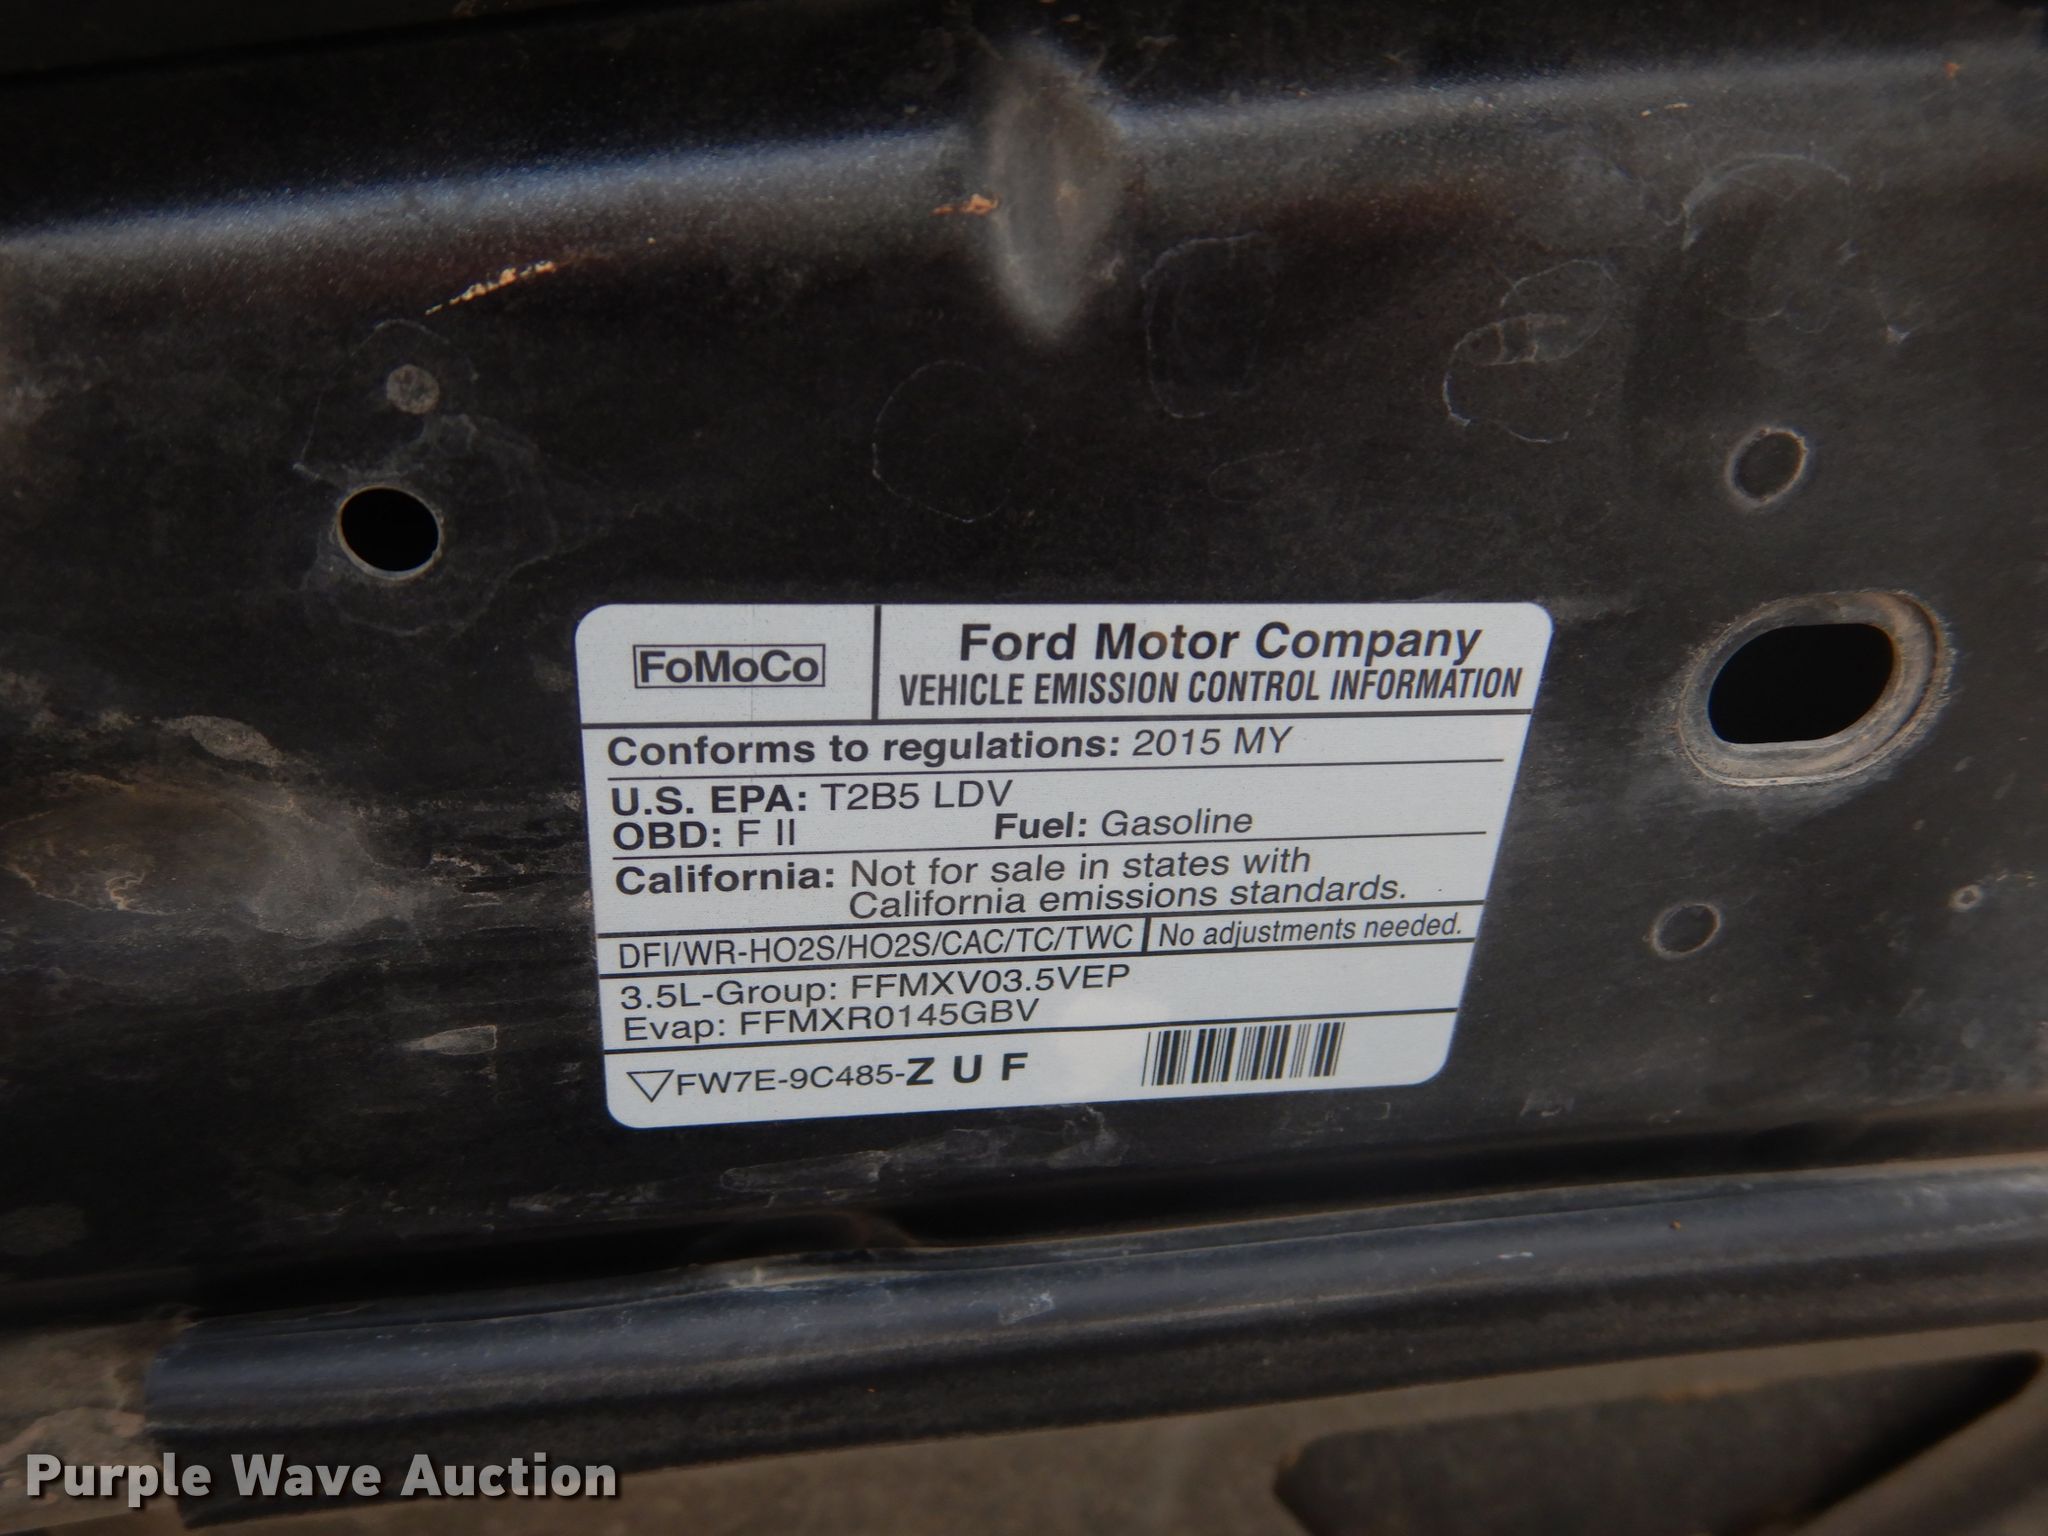 FoMoCo
Ford Motor Company
VEHICLE EMISSION CONTROL INFORMATION
Conforms to regulations: 2015 MY
U.S. EPA: T2B5 LDV
OBD: F II Fuel: Gasoline
California: Not for sale in states with
California emissions standards.
DFI/WR-HO2S/HO2S/CAC/TC/TWC No adjustments needed.
3.5L-Group: FFMXV03.5VEP
Evap: FFMXR0145GBV
FW7E-9C485-Z U F
Purple Wave Auction